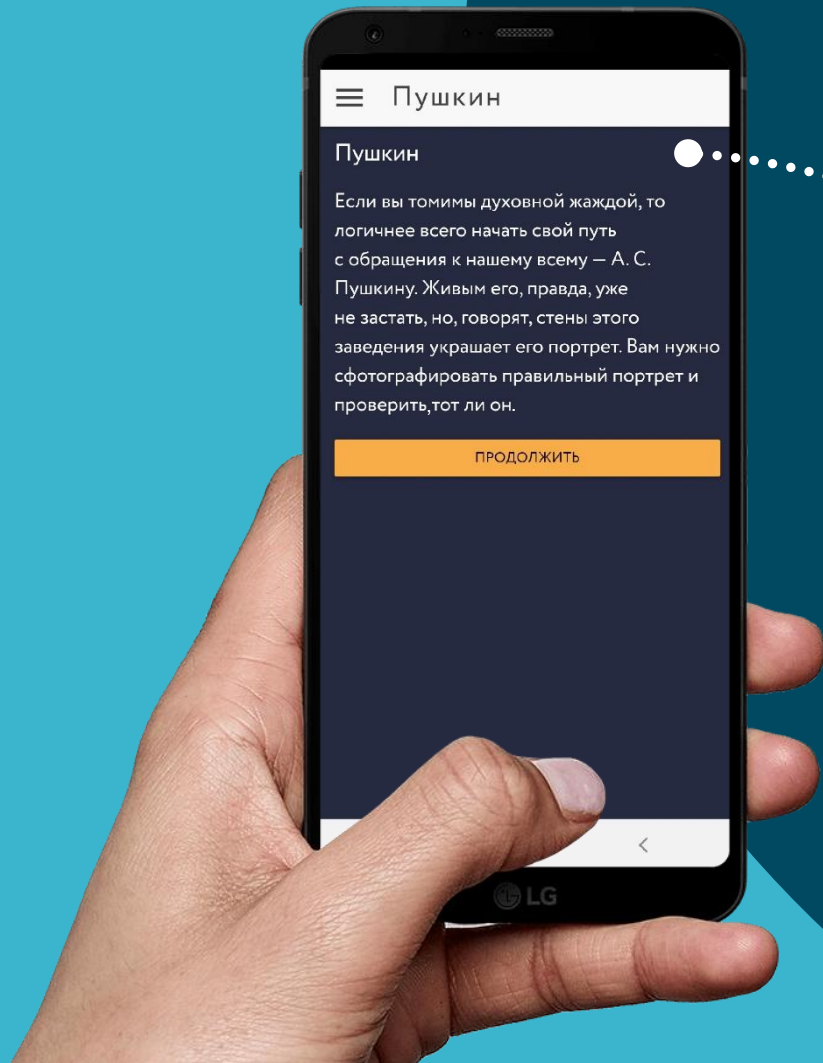 Пушкин
Пушкин
Если вы томимы духовной жаждой, то
логичнее всего начать свой путь
с обращения к нашему всему — А. С.
Пушкину. Живым его, правда, уже
не застать, но, говорят, стены этого
заведения украшает его портрет. Вам нужно
сфотографировать правильный портрет и
проверить,тот ли он.
ПРОДОЛЖИТЬ
LG